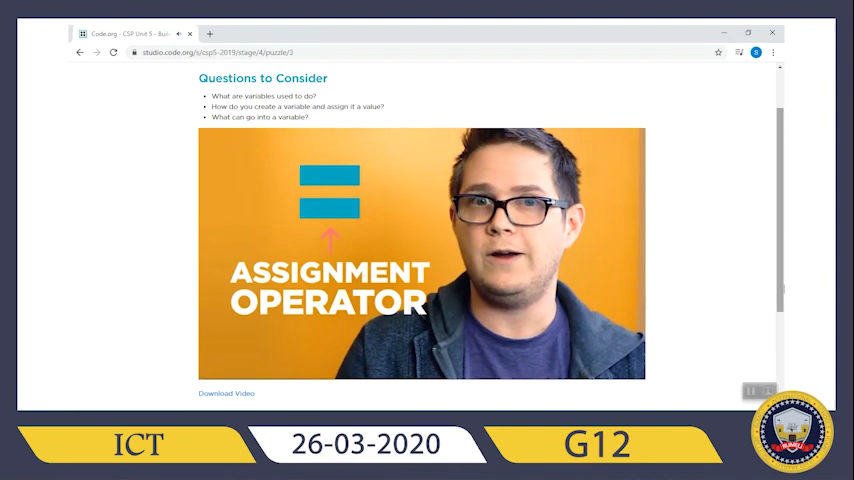 Code.org - CSP Unit 5 - Buil
studio.code.org/s/csp5-2019/stage/4/puzzle/3
S
Questions to Consider
What are variables used to do?
How do you create a variable and assign it a value?
What can go into a variable?
=
ASSIGNMENT
OPERATOR
Download Video
ICT
26-03-2020
G12